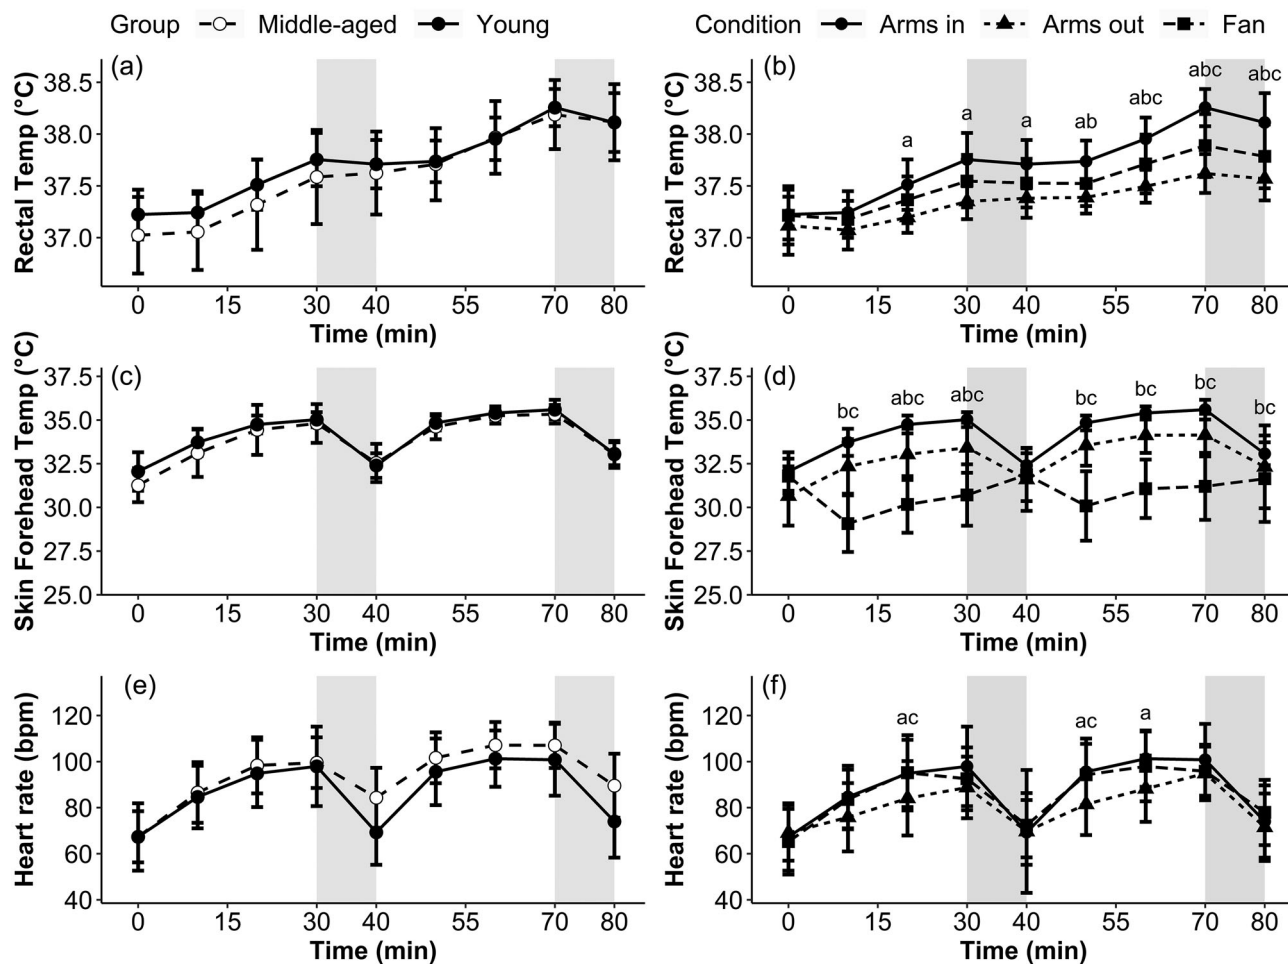 Group Middle-aged Young
Condition Arms in Arms out Fan
(a)
Rectal Temp (°C)
38.5
38.0
37.5
37.0
0 15 30 40 55 70 80
Time (min)
(b)
Rectal Temp (°C)
38.5
38.0
37.5
37.0
a a a ab abc abc abc
0 15 30 40 55 70 80
Time (min)
(c)
Skin Forehead Temp (°C)
37.5
35.0
32.5
30.0
27.5
25.0
0 15 30 40 55 70 80
Time (min)
(d)
Skin Forehead Temp (°C)
37.5
35.0
32.5
30.0
27.5
25.0
bc abc abc bc bc bc bc
0 15 30 40 55 70 80
Time (min)
(e)
Heart rate (bpm)
120
100
80
60
40
0 15 30 40 55 70 80
Time (min)
(f)
Heart rate (bpm)
120
100
80
60
40
ac ac a
0 15 30 40 55 70 80
Time (min)